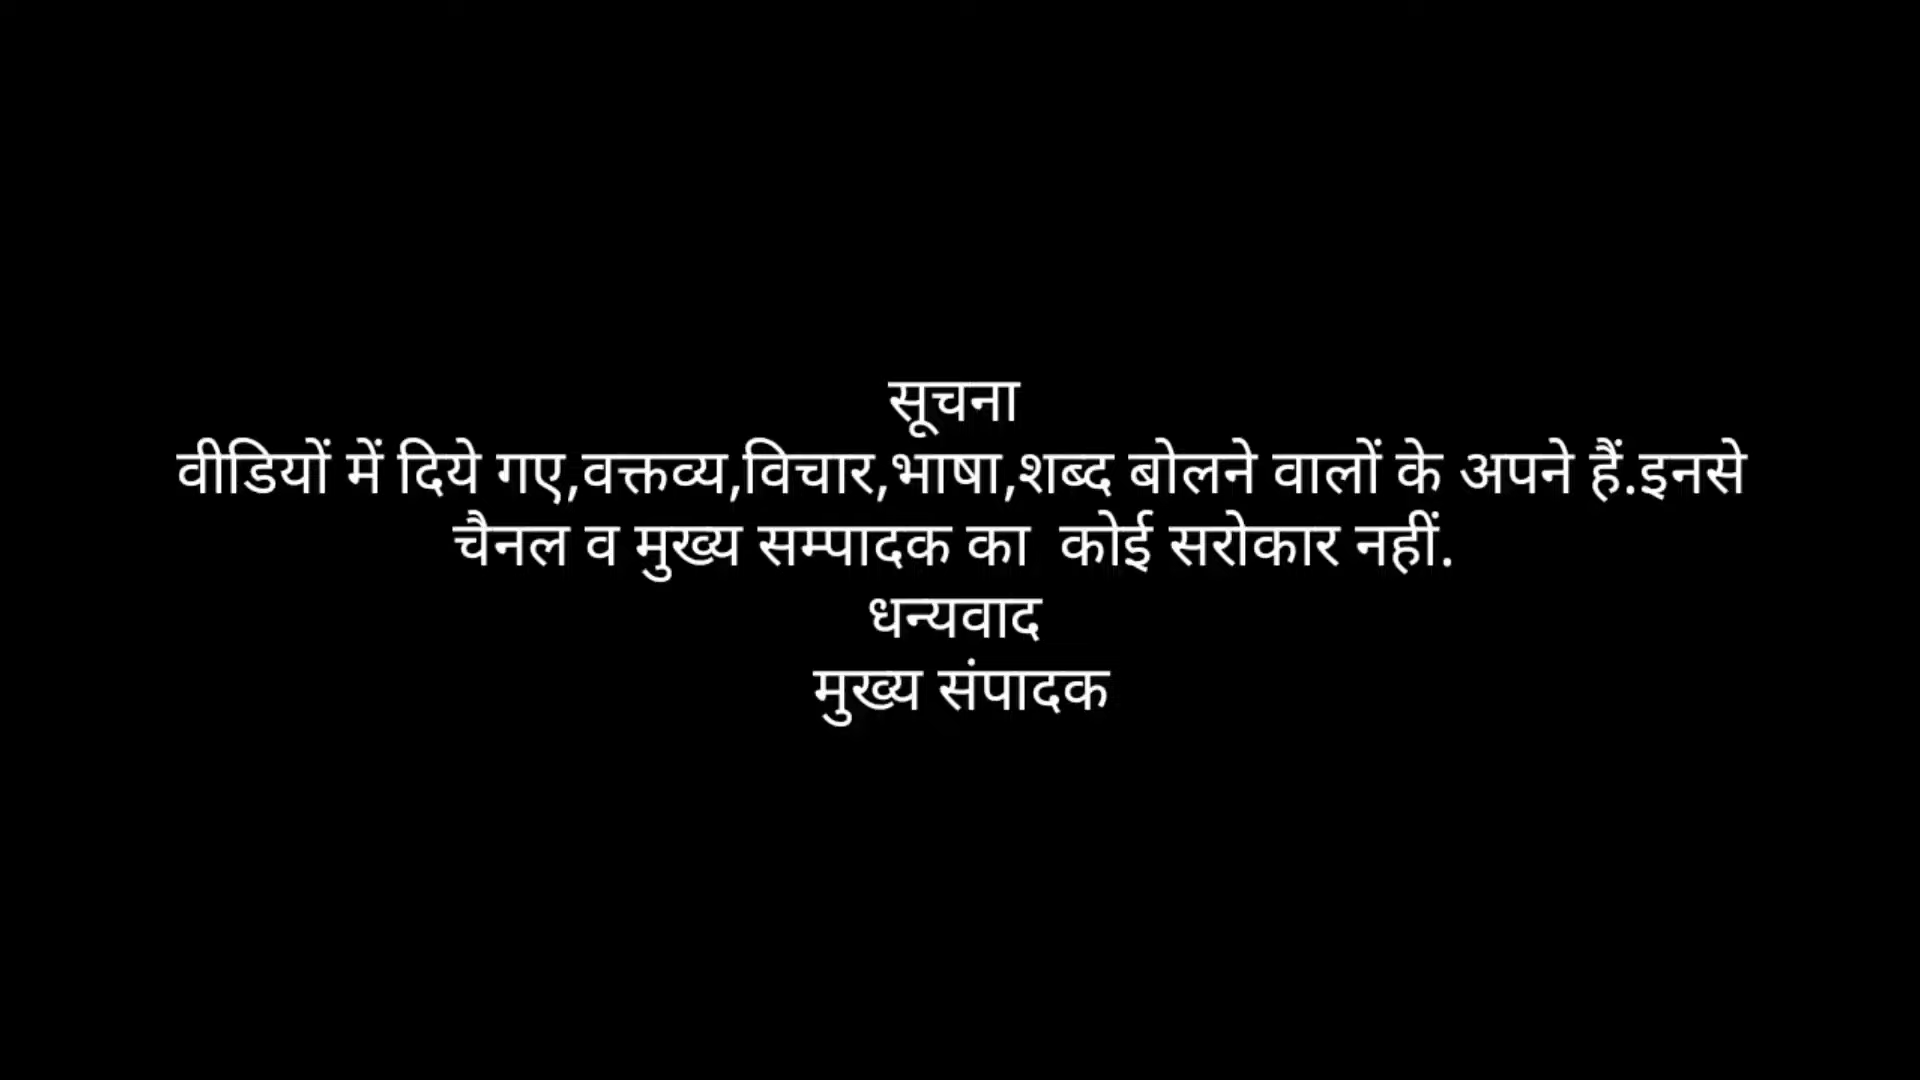 सूचना
वीडियों में दिये गए,वक्तव्य,विचार,भाषा,शब्द बोलने वालों के अपने हैं.इनसे
चैनल व मुख्य सम्पादक का  कोई सरोकार नहीं.
धन्यवाद
मुख्य संपादक